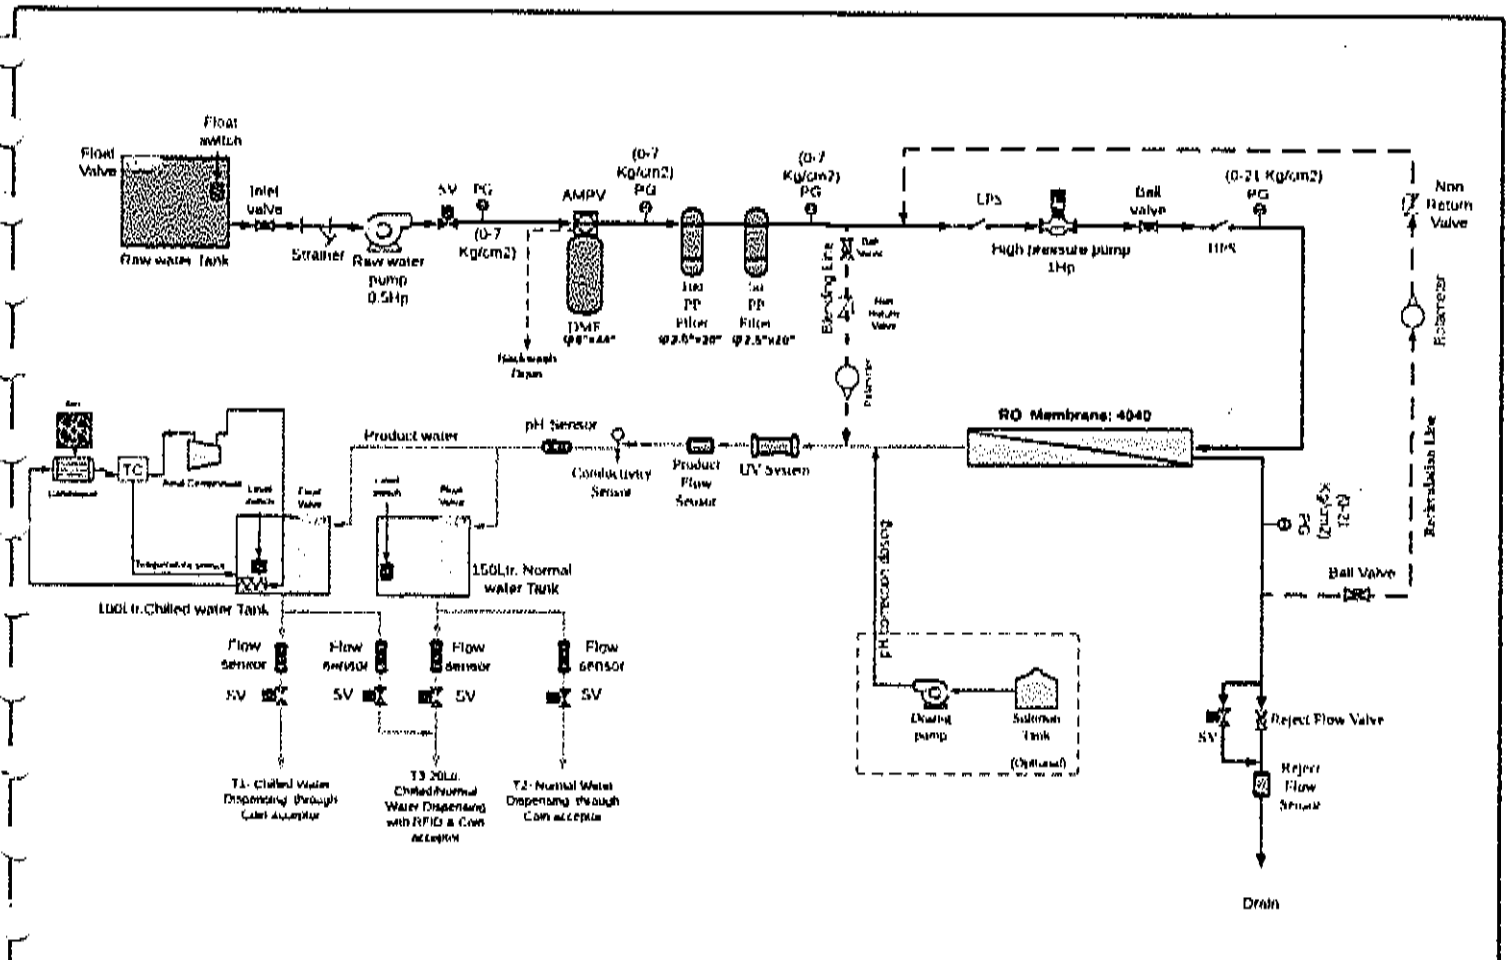 Float
switch
Float
Valve
Raw water Tank
Inlet
valve
Strainer
Raw water
pump
0.5Hp
SV
PG
(0-7
Kg/cm2)
AMPV
DMF
Backwash
Drain
(0-7
Kg/cm2)
PG
PP
Filter
PP
Filter
(0-7
Kg/cm2)
PG
Blending Line
Ball
Valve
Non
Return
Valve
Rotameter
LPS
High pressure pump
1Hp
Ball
valve
HPS
(0-21 Kg/cm2)
PG
Non
Return
Valve
Rotameter
Recirculation Line
RO Membrane: 4040
PG
(0-21
Kg/cm2)
Ball Valve
SV
Reject Flow Valve
Reject
Flow
Sensor
Drain
pH correction dosing
Dosing
pump
Solution
Tank
(Optional)
UV System
Product
Flow
Sensor
Conductivity
Sensor
pH Sensor
Product water
TC
Level
switch
Float
Valve
100Ltr.Chilled water Tank
Level
switch
Float
Valve
150Ltr. Normal
water Tank
Flow
sensor
Flow
sensor
Flow
sensor
Flow
sensor
SV
SV
SV
SV
T1- Chilled Water
Dispensing through
Coin acceptor
T3-20Ltr.
Chilled/Normal
Water Dispensing
with RFID & Coin
acceptor
T2- Normal Water
Dispensing through
Coin acceptor